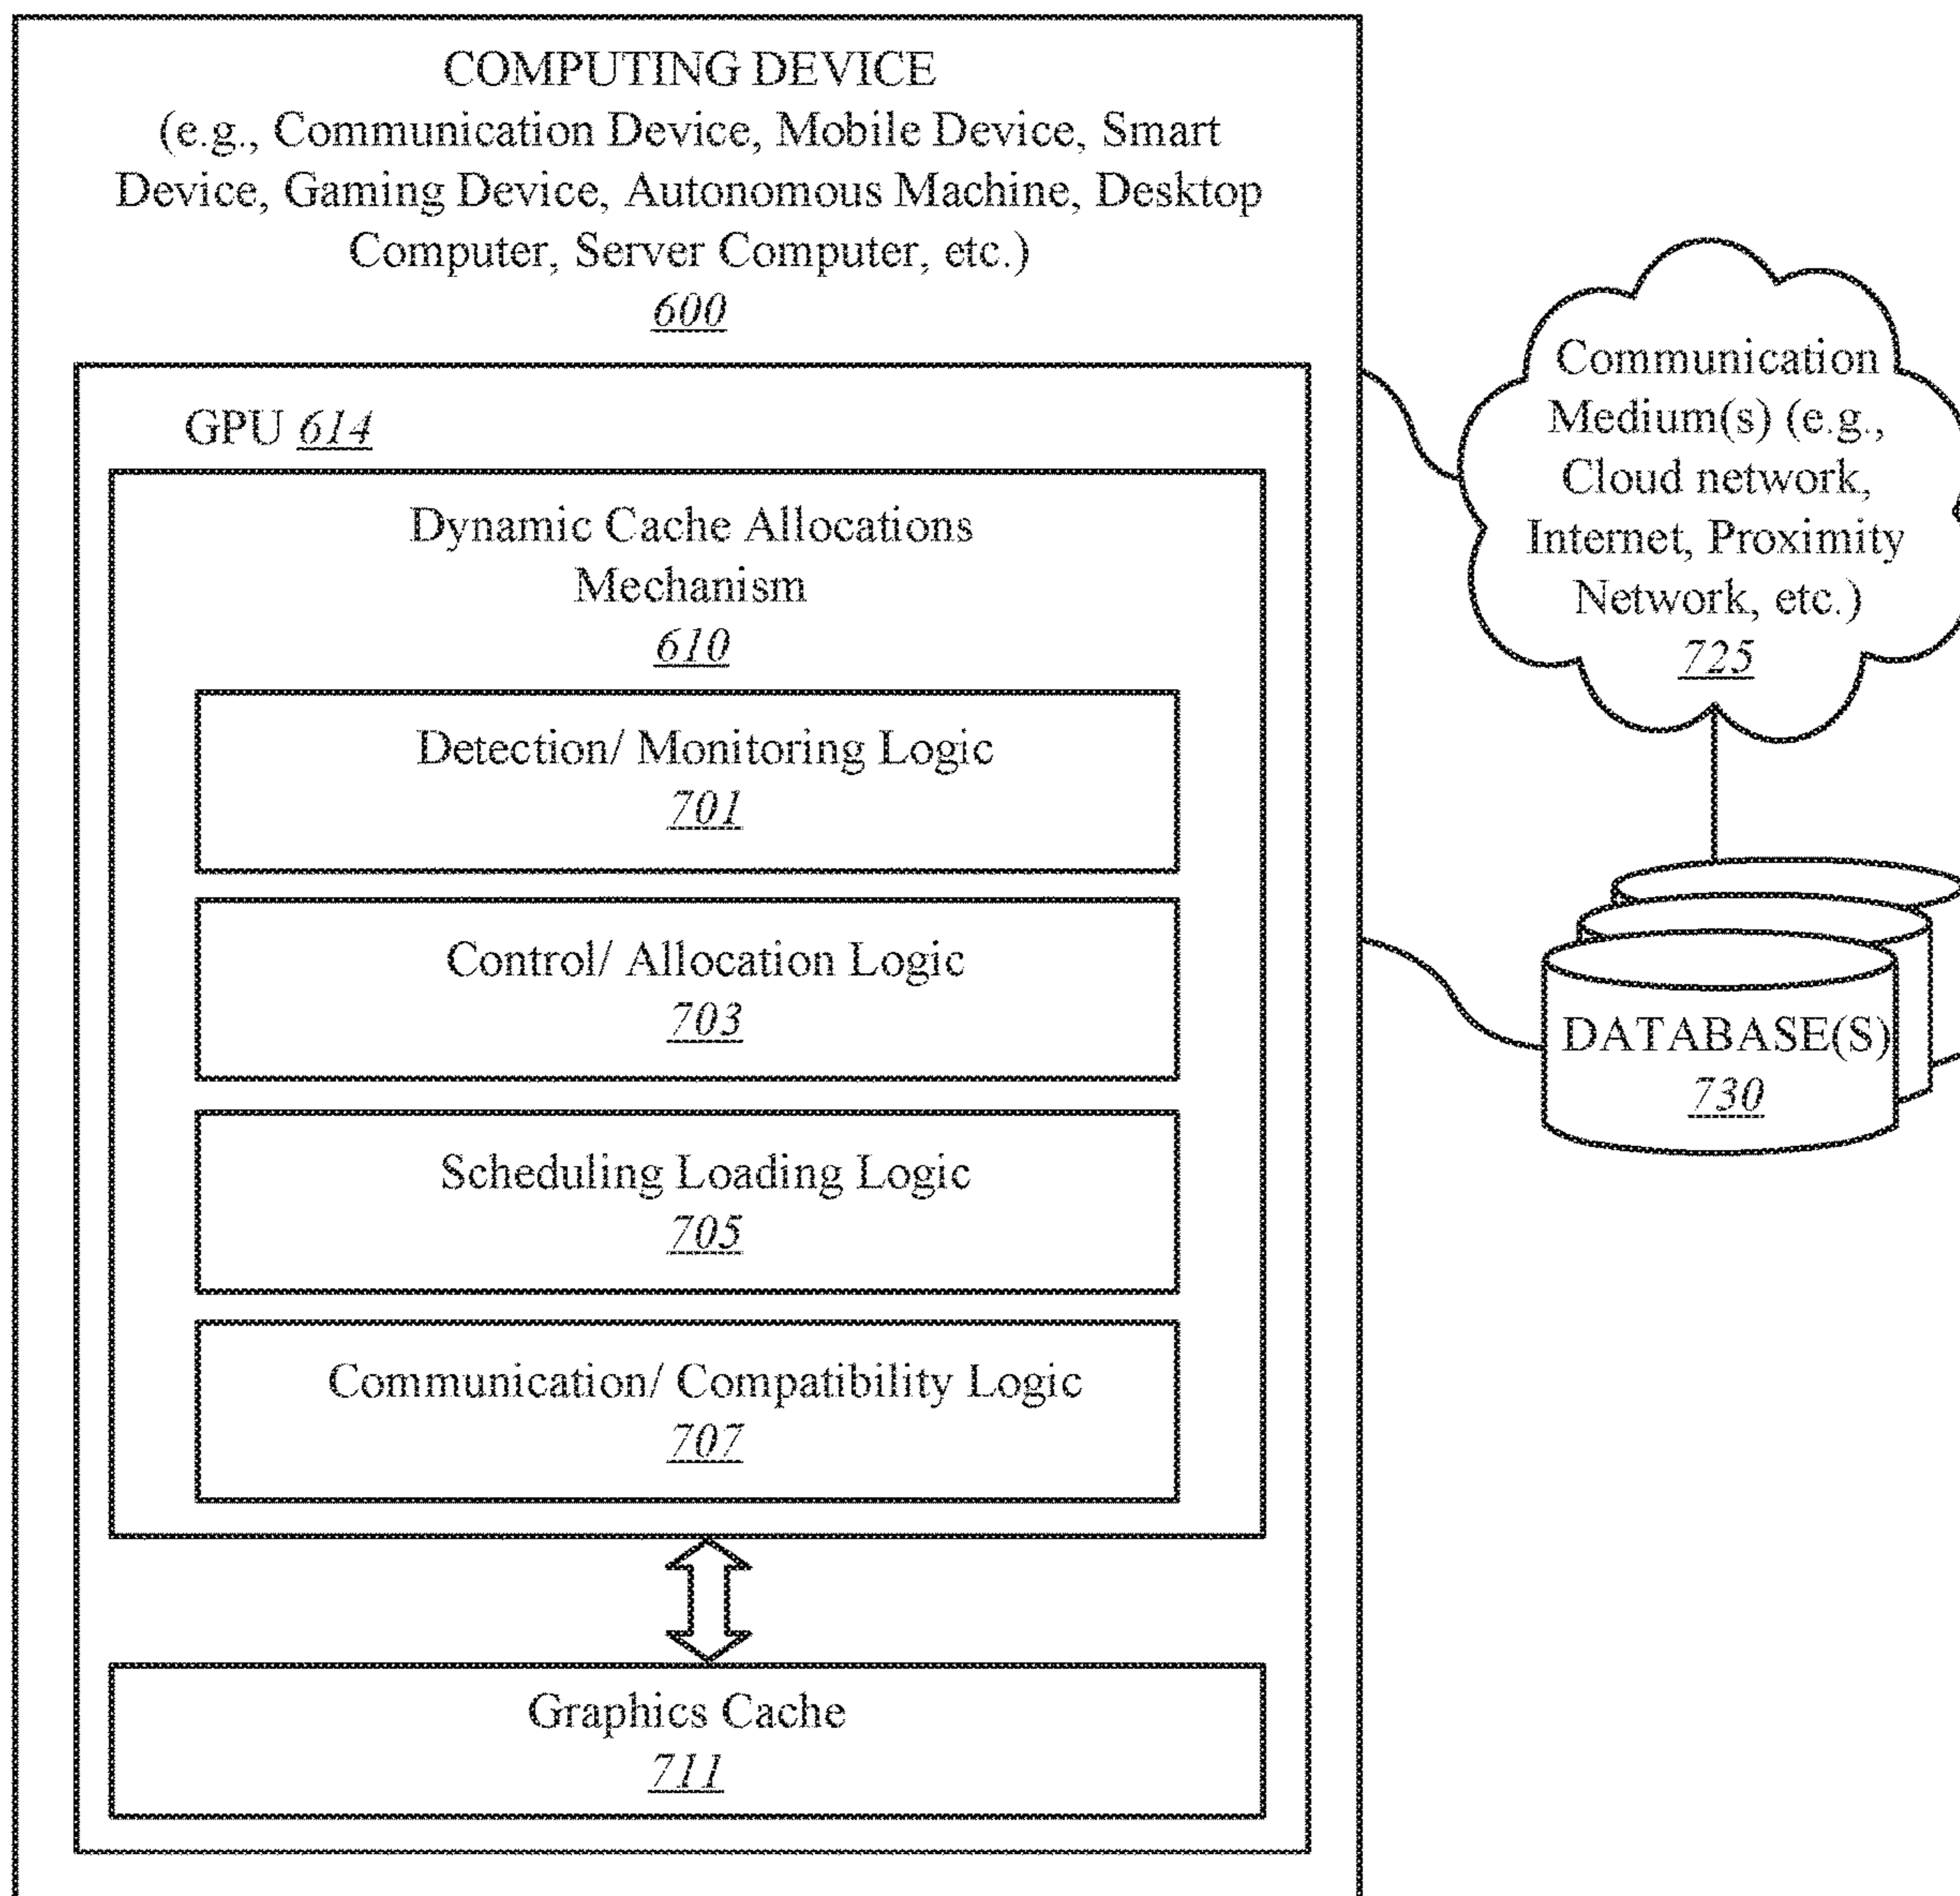 COMPUTING DEVICE
(e.g., Communication Device, Mobile Device, Smart
Device, Gaming Device, Autonomous Machine, Desktop
Computer, Server Computer, etc.)
600
GPU 614
Dynamic Cache Allocations
Mechanism
610
Detection/ Monitoring Logic
701
Control/ Allocation Logic
703
Scheduling Loading Logic
705
Communication/ Compatibility Logic
707
Graphics Cache
711
Communication
Medium(s) (e.g.,
Cloud network,
Internet, Proximity
Network, etc.)
725
DATABASE(S)
730